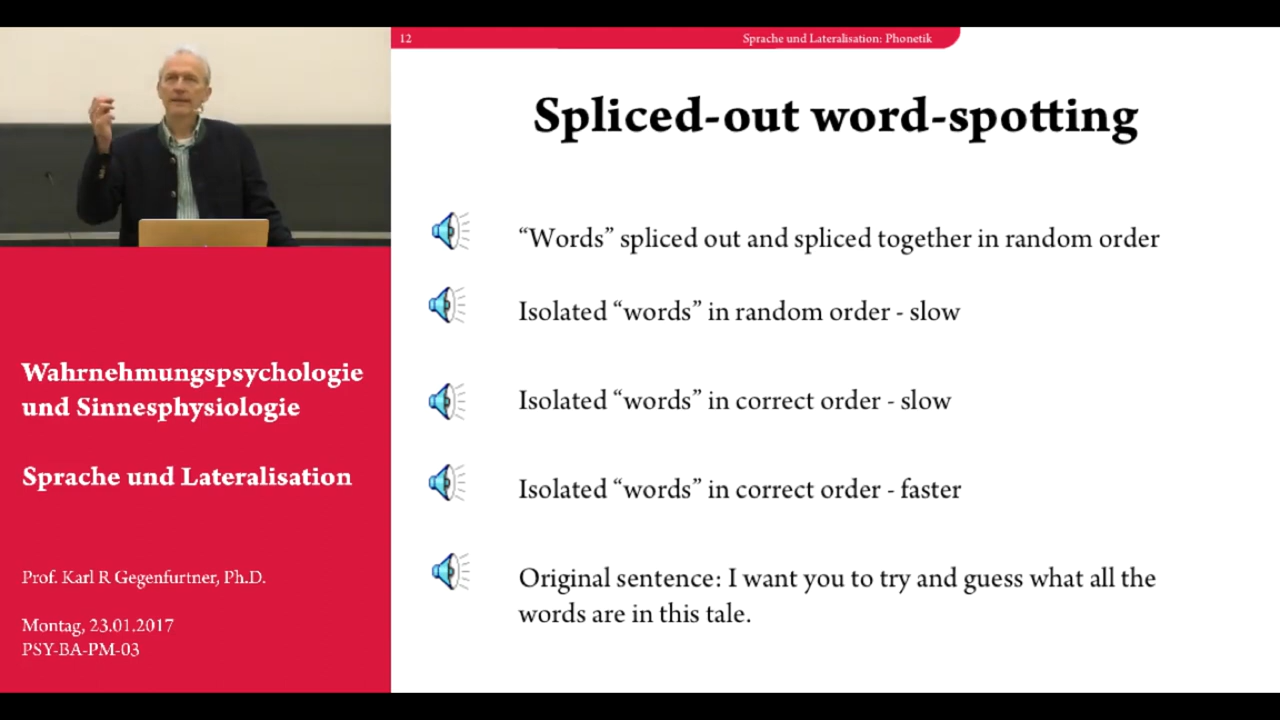 12
Sprache und Lateralisation: Phonetik
Spliced-out word-spotting
“Words” spliced out and spliced together in random order
Isolated “words” in random order - slow
Isolated “words” in correct order - slow
Isolated “words” in correct order - faster
Original sentence: I want you to try and guess what all the
words are in this tale.
Wahrnehmungspsychologie
und Sinnesphysiologie
Sprache und Lateralisation
Prof. Karl R Gegenfurtner, Ph.D.
Montag, 23.01.2017
PSY-BA-PM-03